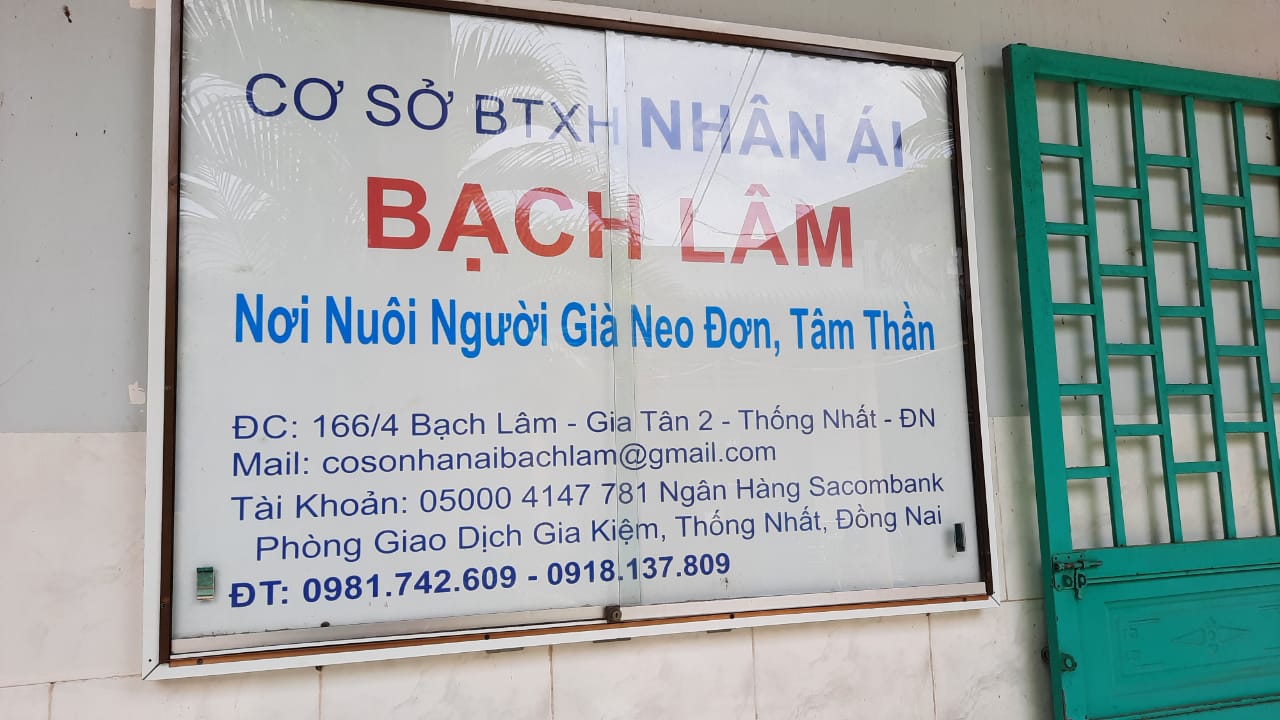 CƠ SỞ BTXH NHÂN ÁI
BẠCH LÂM
Nơi Nuôi Người Già Neo Đơn, Tâm Thần
ĐC: 166/4 Bạch Lâm - Gia Tân 2 - Thống Nhất - ĐN
Mail: cosonhanaibachlam@gmail.com
Tài Khoản: 05000 4147 781 Ngân Hàng Sacombank
Phòng Giao Dịch Gia Kiệm, Thống Nhất, Đồng Nai
ĐT: 0981.742.609 - 0918.137.809